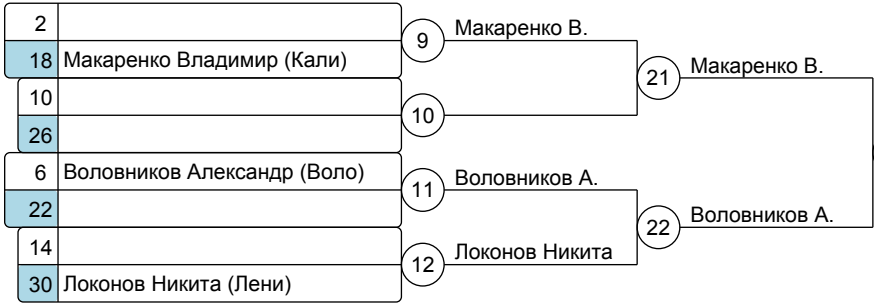 2
9
Макаренко В.
18 Макаренко Владимир (Кали)
21
Макаренко В.
10
10
26
6 Воловников Александр (Воло)
11
Воловников А.
22
22
Воловников А.
14
12
Локонов Никита
30 Локонов Никита (Лени)